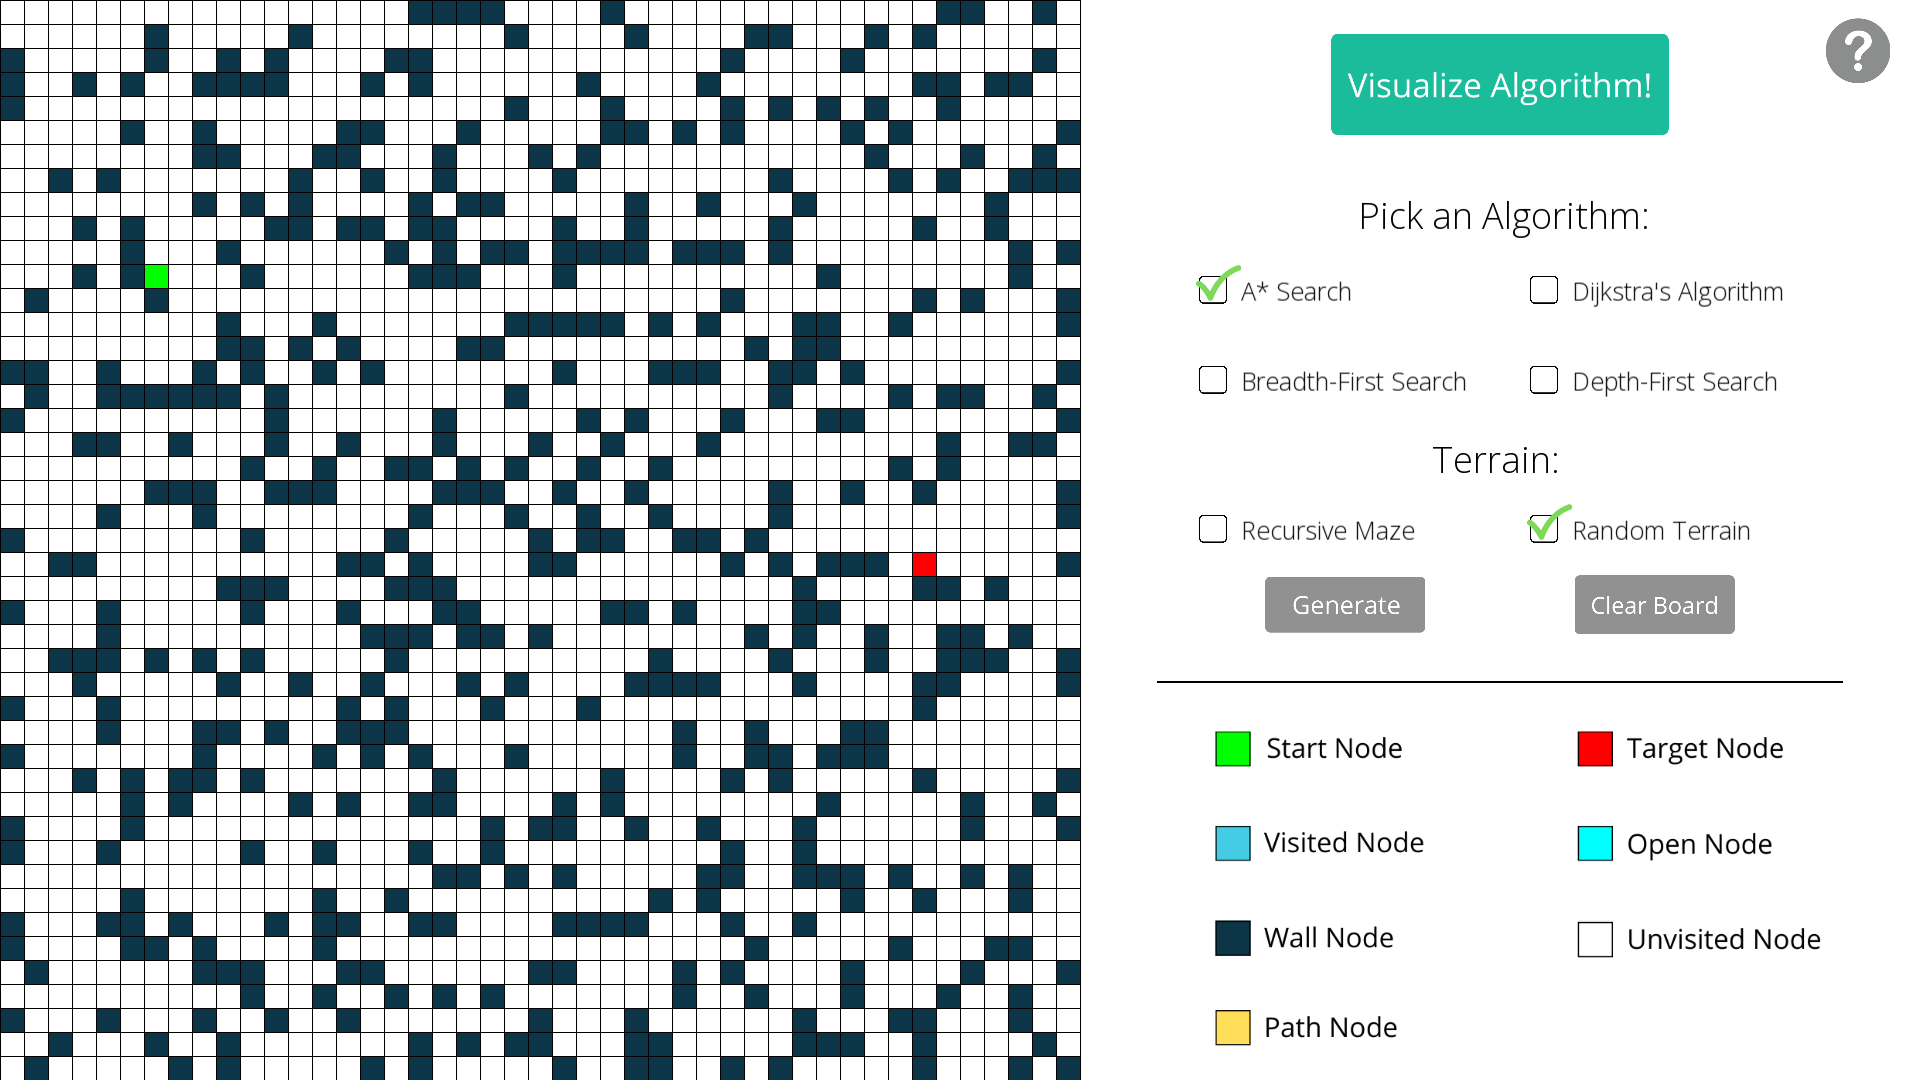 Visualize Algorithm!
?
Pick an Algorithm:
A* Search
Dijkstra's Algorithm
Breadth-First Search
Depth-First Search
Terrain:
Recursive Maze
Random Terrain
Generate
Clear Board
Start Node
Target Node
Visited Node
Open Node
Wall Node
Unvisited Node
Path Node